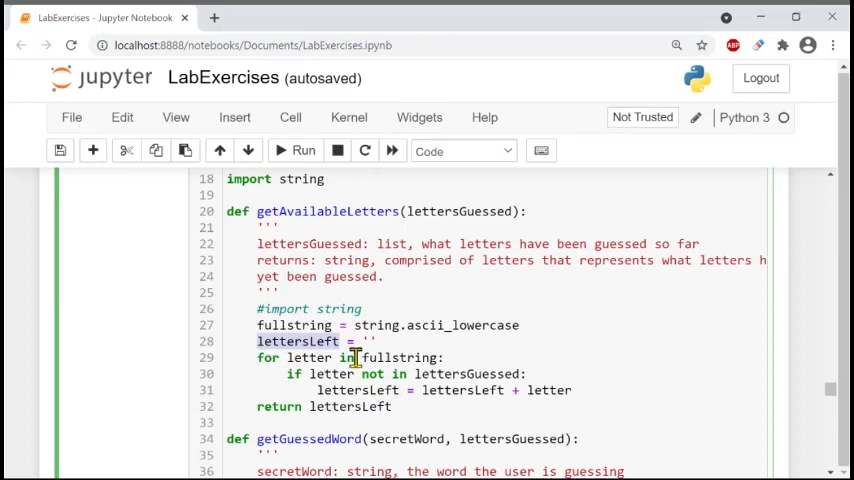 LabExercises - Jupyter Notebook
localhost:8888/notebooks/Documents/LabExercises.ipynb
ABP
jupyter LabExercises (autosaved)
Logout
File Edit View Insert Cell Kernel Widgets Help
Not Trusted
Python 3
Run
Code
18 import string
19
20 def getAvailableLetters(lettersGuessed):
21     '''
22     lettersGuessed: list, what letters have been guessed so far
23     returns: string, comprised of letters that represents what letters h
24     yet been guessed.
25     '''
26     #import string
27     fullstring = string.ascii_lowercase
28     lettersLeft = ''
29     for letter in fullstring:
30         if letter not in lettersGuessed:
31             lettersLeft = lettersLeft + letter
32     return lettersLeft
33
34 def getGuessedWord(secretWord, lettersGuessed):
35     '''
36     secretWord: string, the word the user is guessing